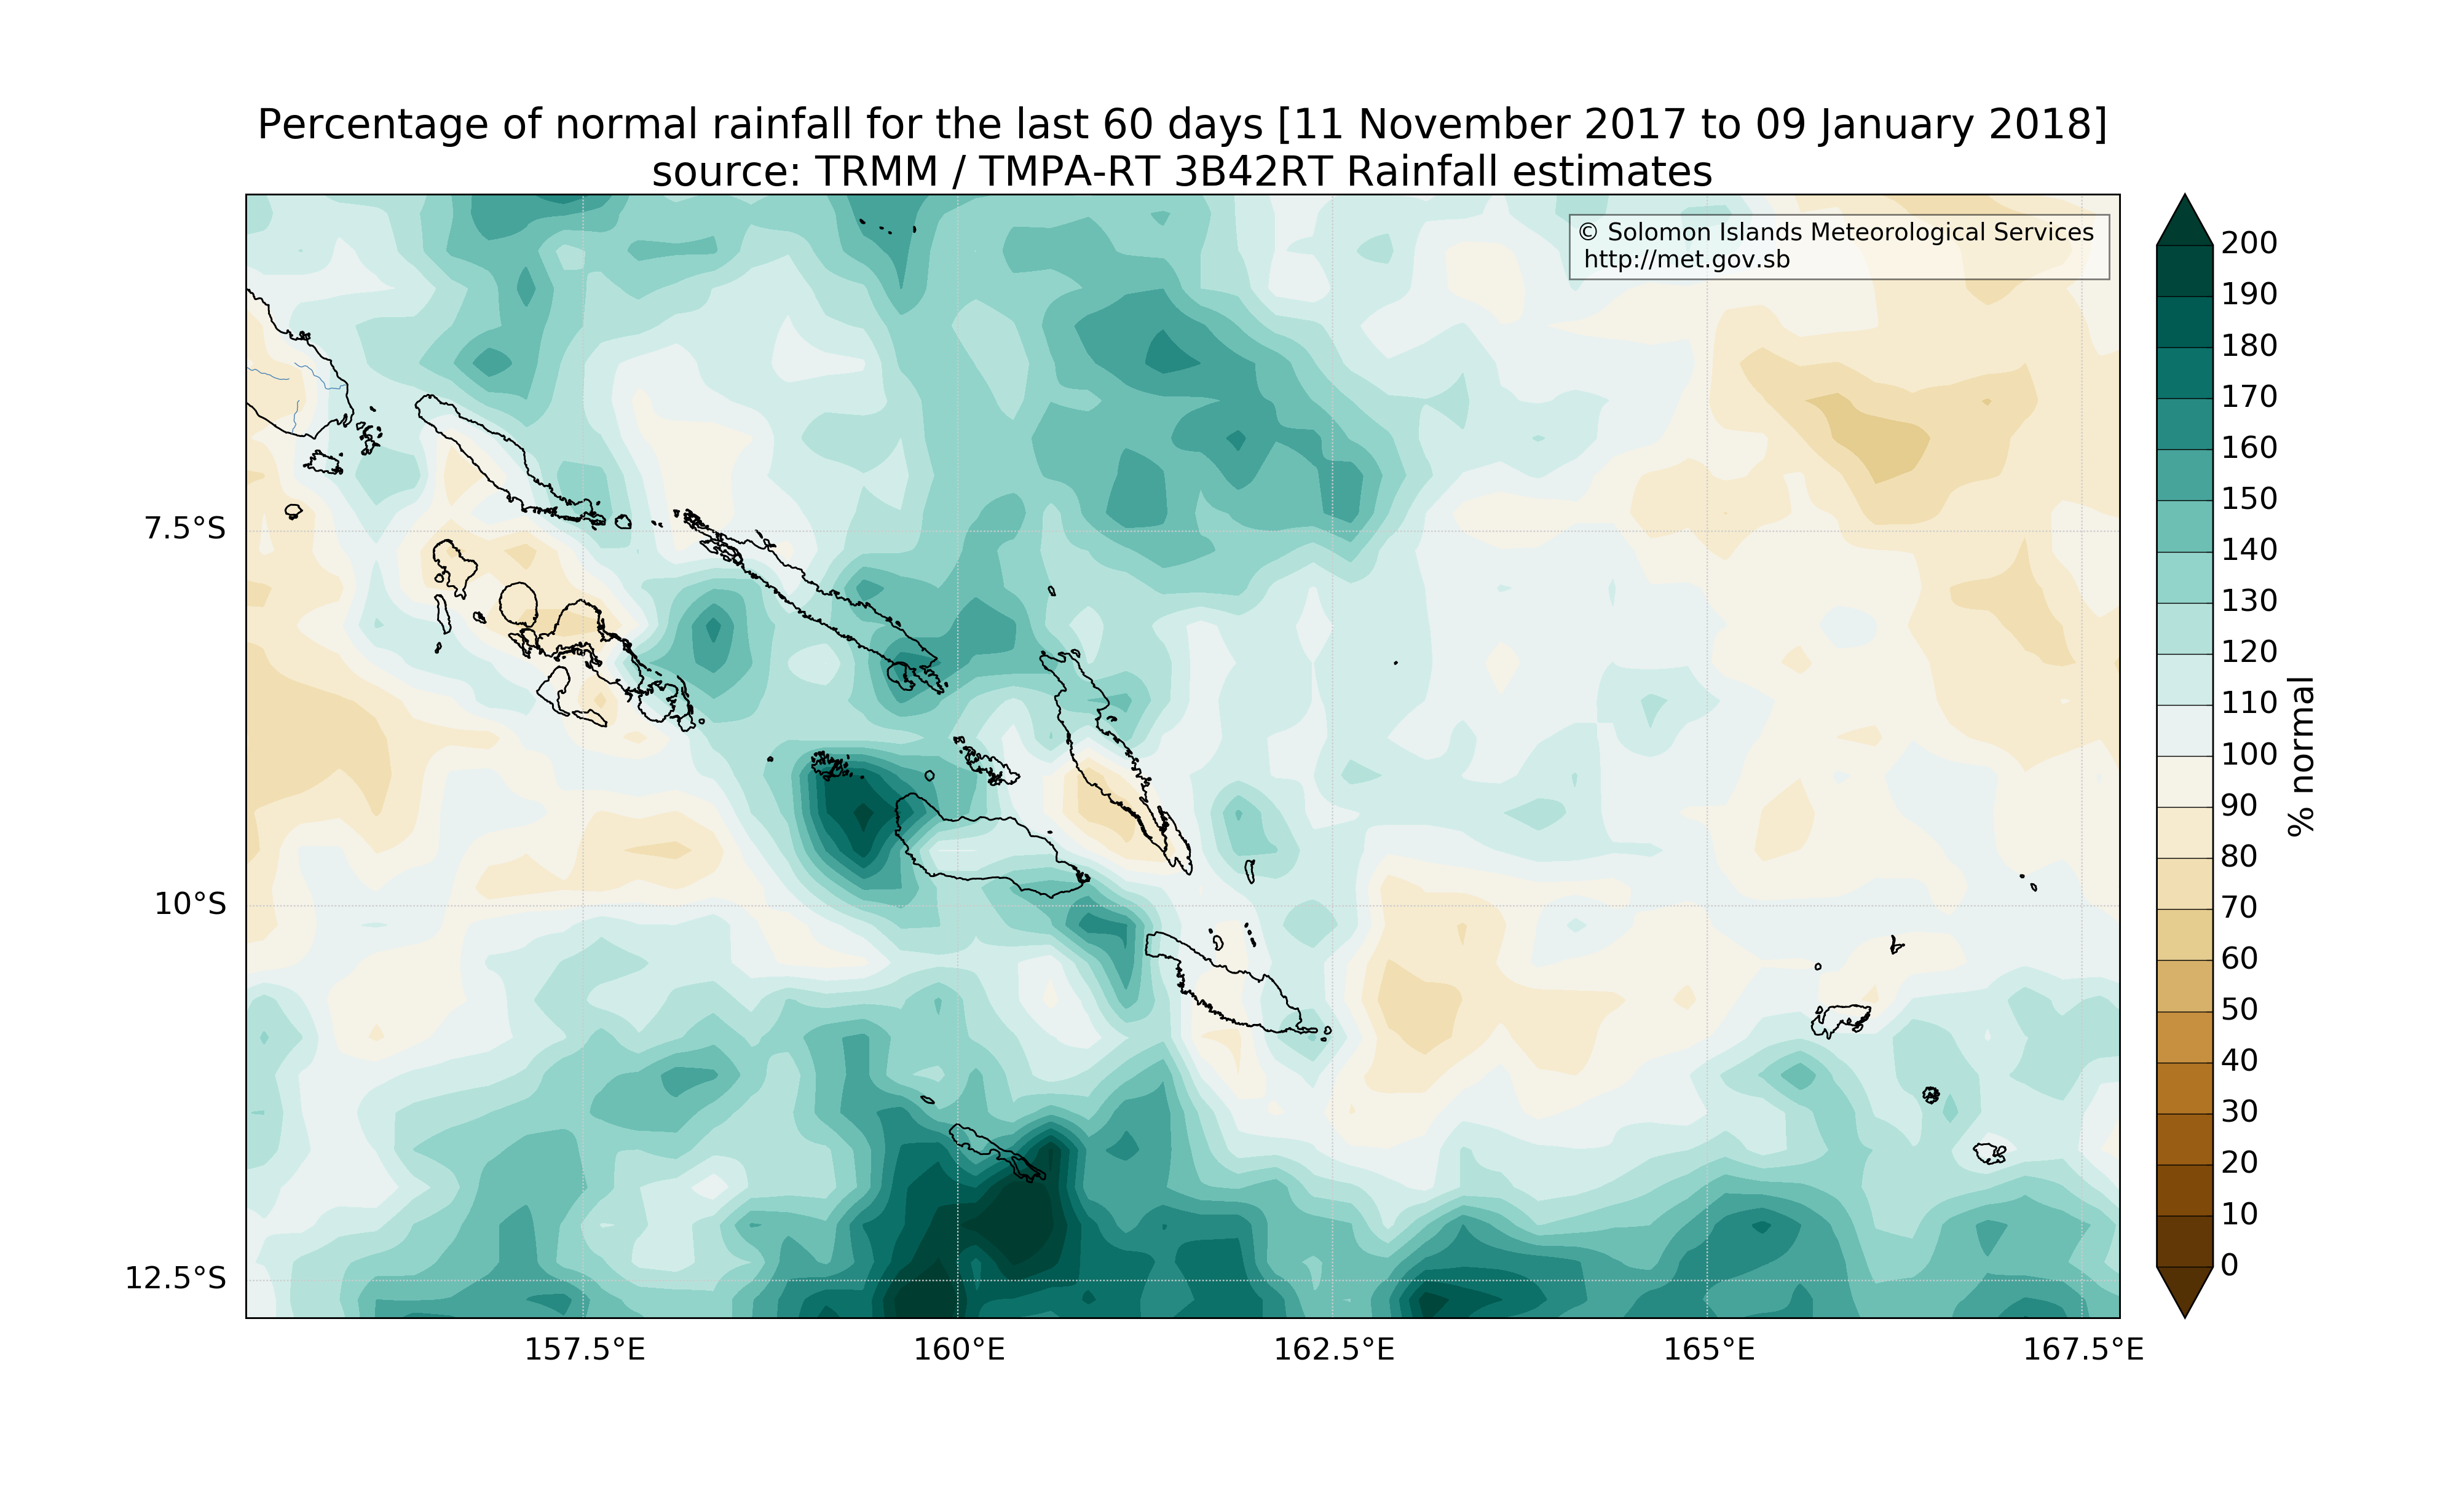 Percentage of normal rainfall for the last 60 days [11 November 2017 to 09 January 2018]
source: TRMM / TMPA-RT 3B42RT Rainfall estimates
© Solomon Islands Meteorological Services
http://met.gov.sb
7.5°S
10°S
12.5°S
157.5°E
160°E
162.5°E
165°E
167.5°E
200
190
180
170
160
150
140
130
120
110
100
90
80
70
60
50
40
30
20
10
0
% normal